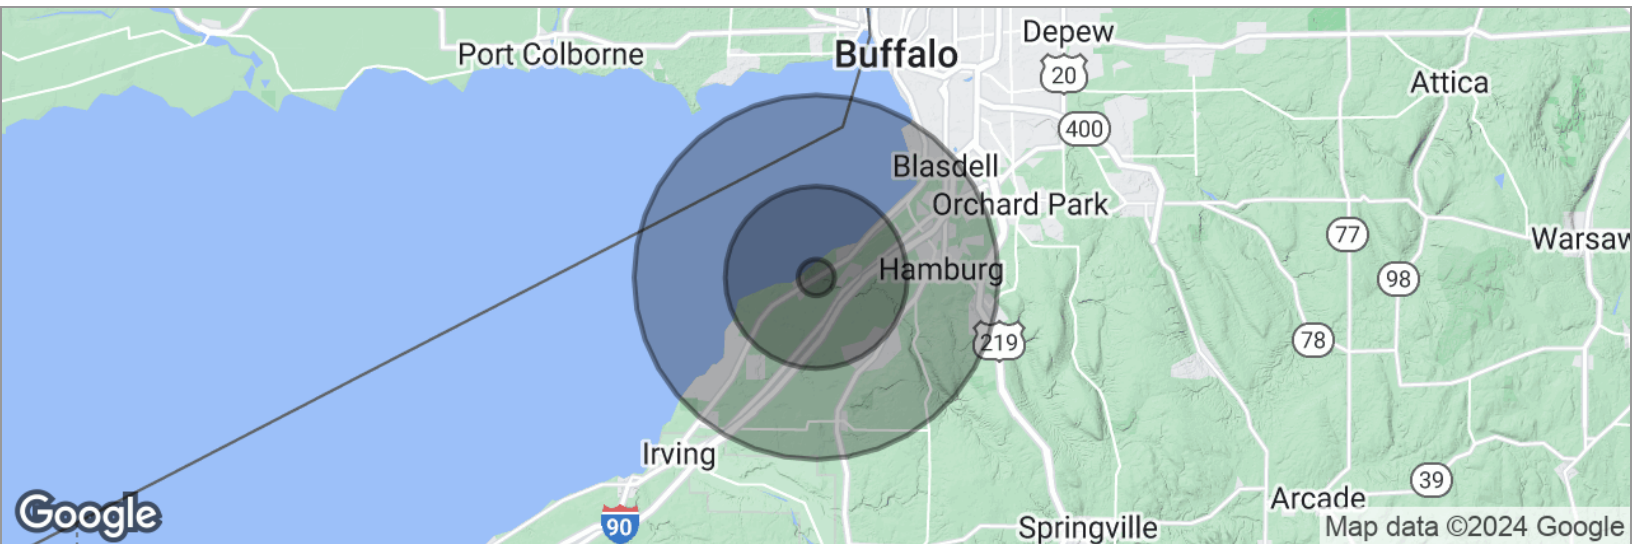 Port Colborne
Buffalo
Depew
20
Attica
400
Blasdell
Orchard Park
77
Warsaw
Hamburg
98
219
78
Irving
39
Arcade
Google
90
Springville
Map data ©2024 Google